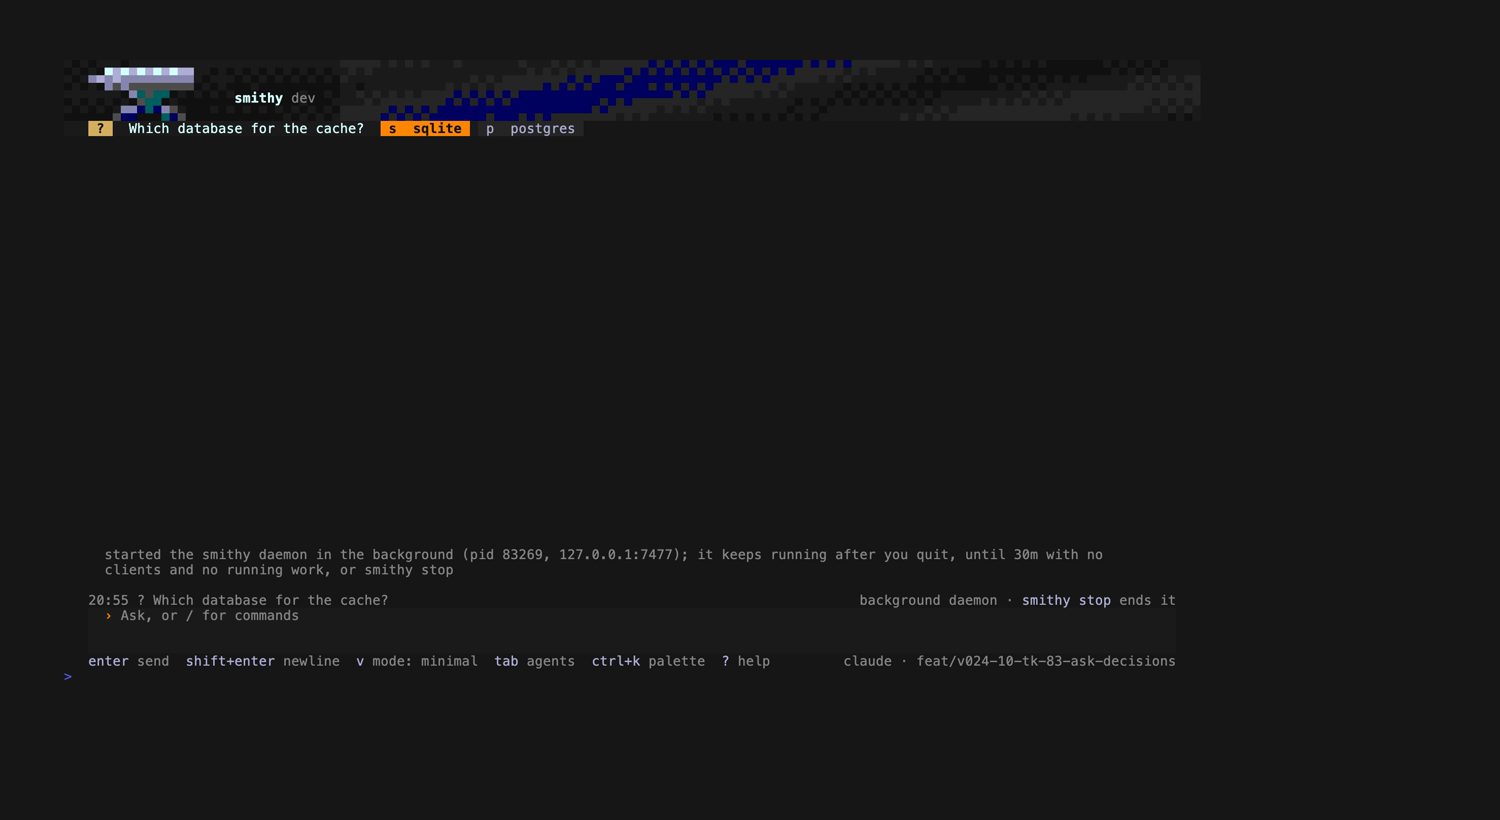 smithy dev
? Which database for the cache? s sqlite p postgres
started the smithy daemon in the background (pid 83269, 127.0.0.1:7477); it keeps running after you quit, until 30m with no
clients and no running work, or smithy stop
20:55 ? Which database for the cache? background daemon · smithy stop ends it
› Ask, or / for commands
enter send shift+enter newline v mode: minimal tab agents ctrl+k palette ? help claude · feat/v024-10-tk-83-ask-decisions
>